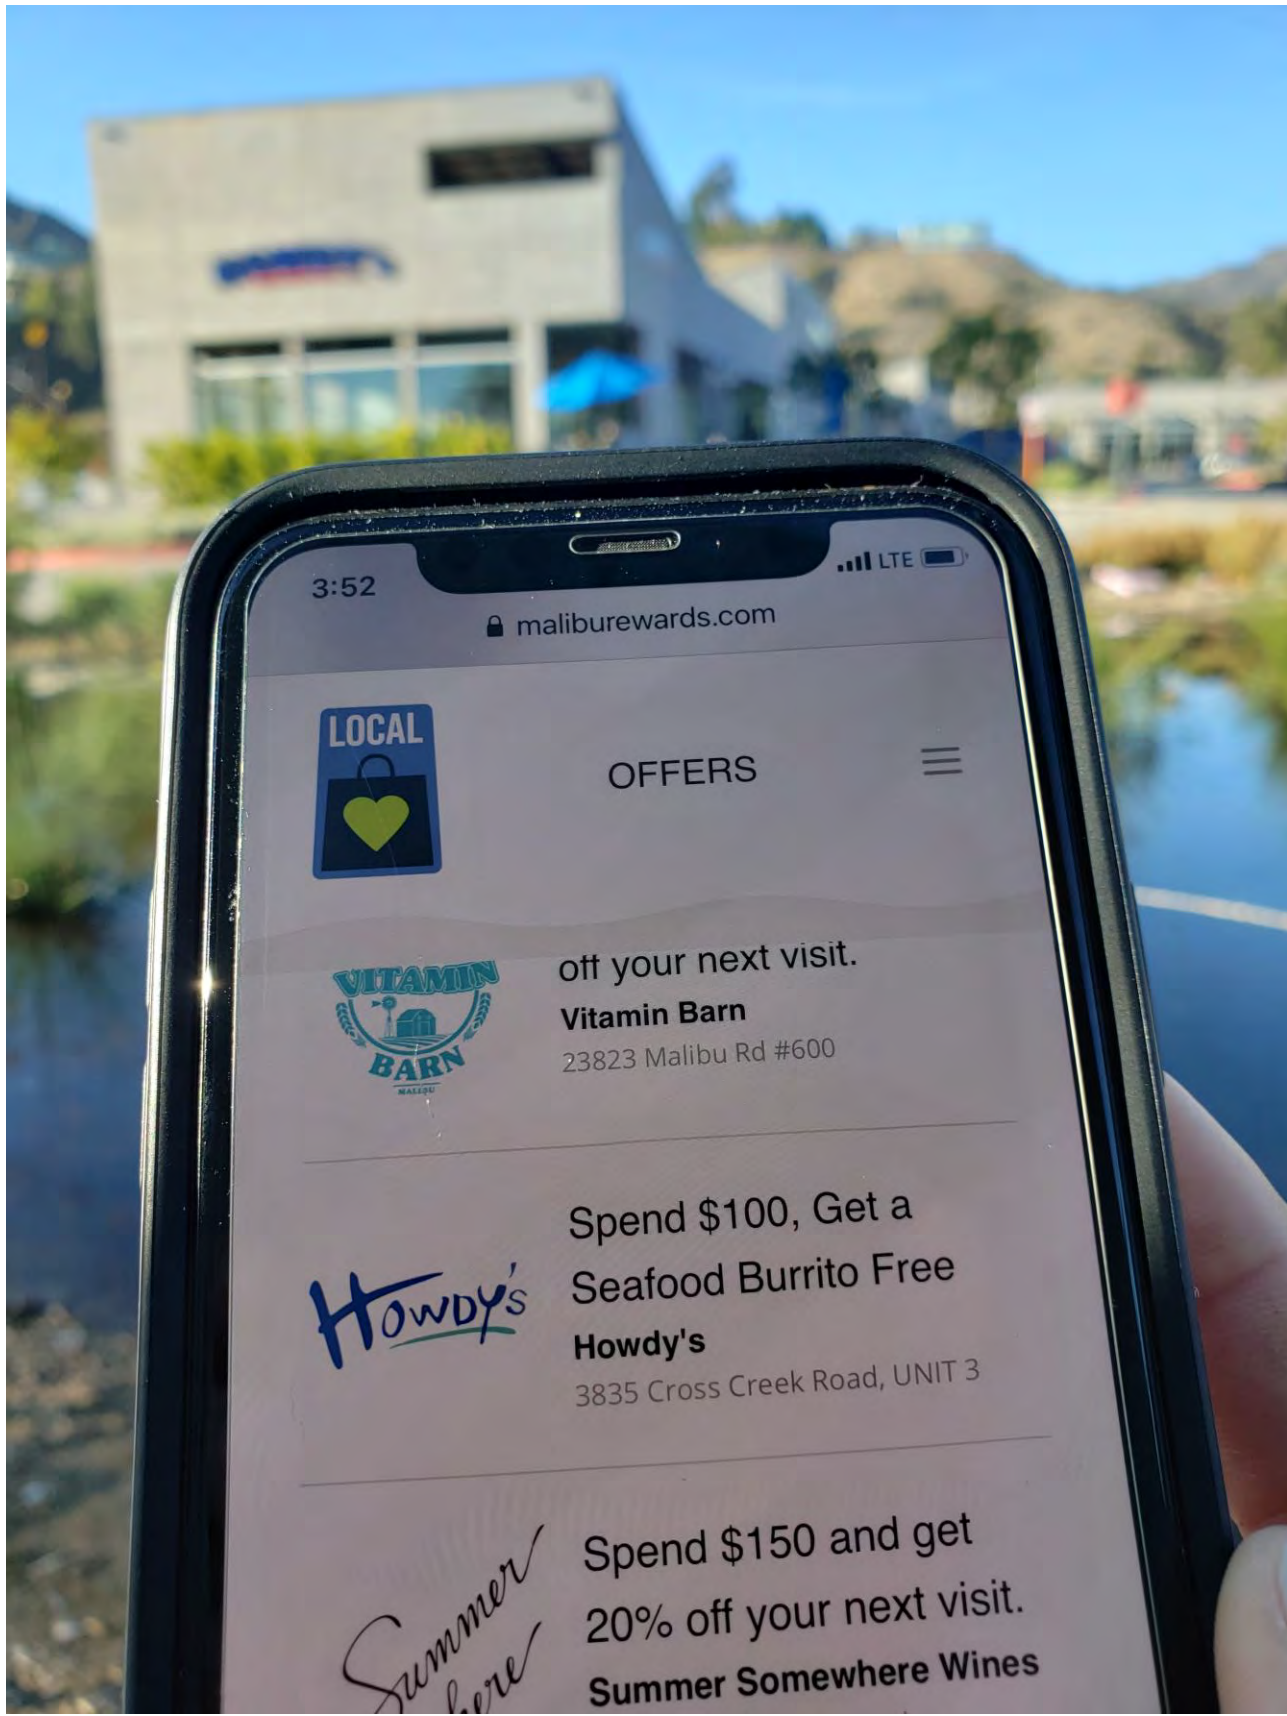 3:52
LTE
maliburewards.com
LOCAL
OFFERS
VITAMIN
BARN
MALIBU
off your next visit.
Vitamin Barn
23823 Malibu Rd #600
HOWDY'S
Spend $100, Get a
Seafood Burrito Free
Howdy's
3835 Cross Creek Road, UNIT 3
Summer
Spend $150 and get
20% off your next visit.
Summer Somewhere Wines